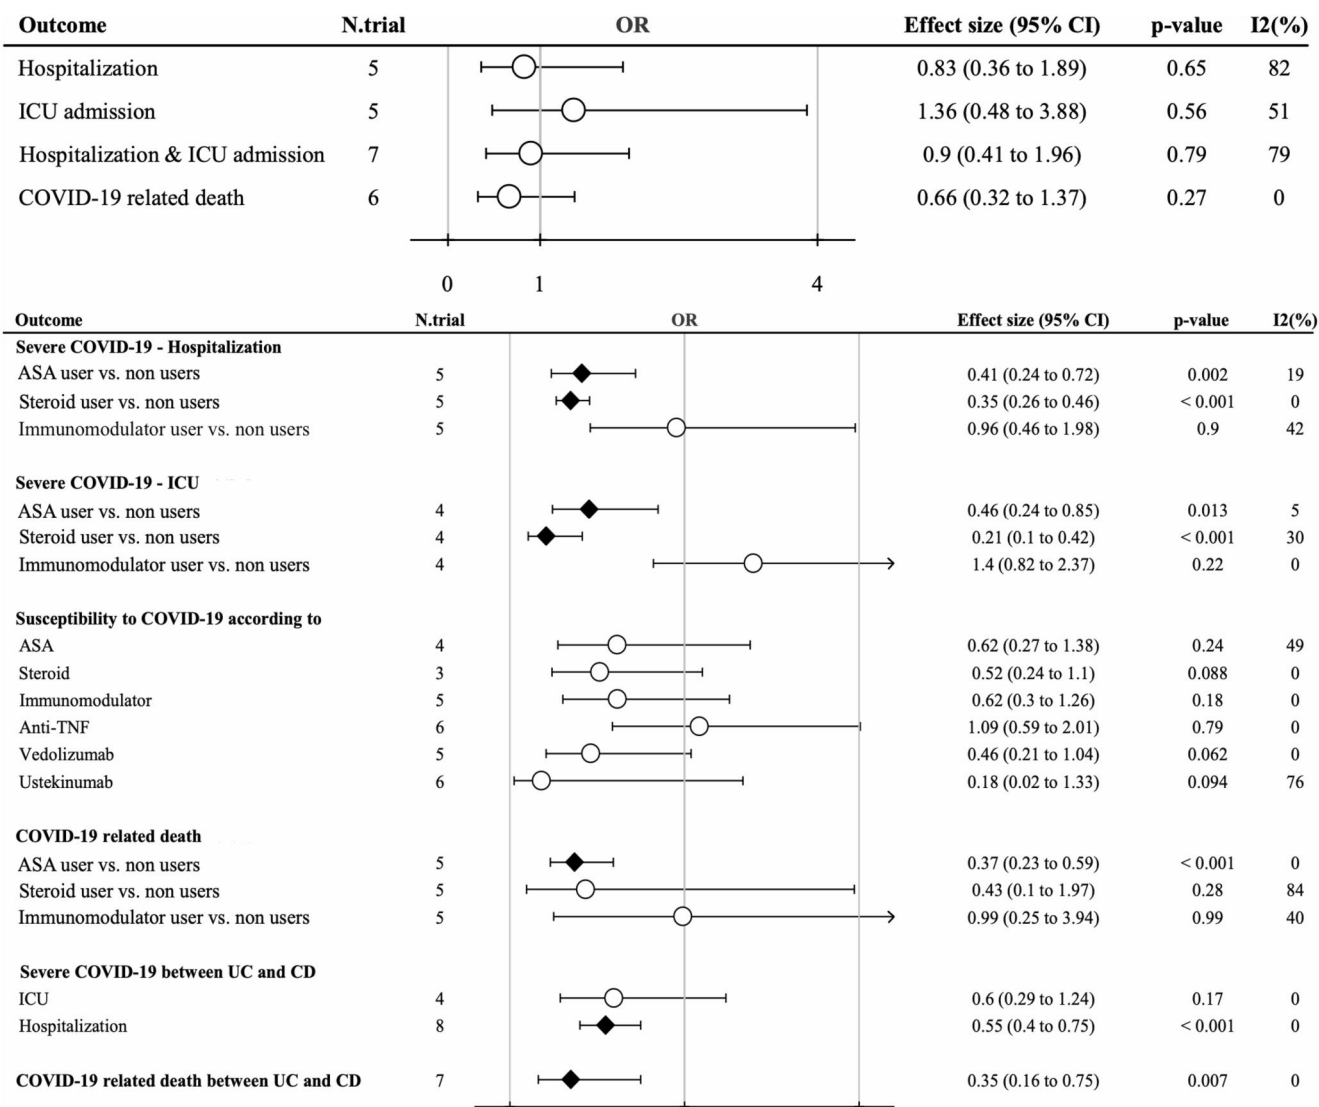 Outcome N.trial OR Effect size (95% CI) p-value I2(%)
Hospitalization 5 0.83 (0.36 to 1.89) 0.65 82
ICU admission 5 1.36 (0.48 to 3.88) 0.56 51
Hospitalization & ICU admission 7 0.9 (0.41 to 1.96) 0.79 79
COVID-19 related death 6 0.66 (0.32 to 1.37) 0.27 0
0 1 4
Outcome N.trial OR Effect size (95% CI) p-value I2(%)
Severe COVID-19 - Hospitalization
ASA user vs. non users 5 0.41 (0.24 to 0.72) 0.002 19
Steroid user vs. non users 5 0.35 (0.26 to 0.46) < 0.001 0
Immunomodulator user vs. non users 5 0.96 (0.46 to 1.98) 0.9 42
Severe COVID-19 - ICU
ASA user vs. non users 4 0.46 (0.24 to 0.85) 0.013 5
Steroid user vs. non users 4 0.21 (0.1 to 0.42) < 0.001 30
Immunomodulator user vs. non users 4 1.4 (0.82 to 2.37) 0.22 0
Susceptibility to COVID-19 according to
ASA 4 0.62 (0.27 to 1.38) 0.24 49
Steroid 3 0.52 (0.24 to 1.1) 0.088 0
Immunomodulator 5 0.62 (0.3 to 1.26) 0.18 0
Anti-TNF 6 1.09 (0.59 to 2.01) 0.79 0
Vedolizumab 5 0.46 (0.21 to 1.04) 0.062 0
Ustekinumab 6 0.18 (0.02 to 1.33) 0.094 76
COVID-19 related death
ASA user vs. non users 5 0.37 (0.23 to 0.59) < 0.001 0
Steroid user vs. non users 5 0.43 (0.1 to 1.97) 0.28 84
Immunomodulator user vs. non users 5 0.99 (0.25 to 3.94) 0.99 40
Severe COVID-19 between UC and CD
ICU 4 0.6 (0.29 to 1.24) 0.17 0
Hospitalization 8 0.55 (0.4 to 0.75) < 0.001 0
COVID-19 related death between UC and CD 7 0.35 (0.16 to 0.75) 0.007 0